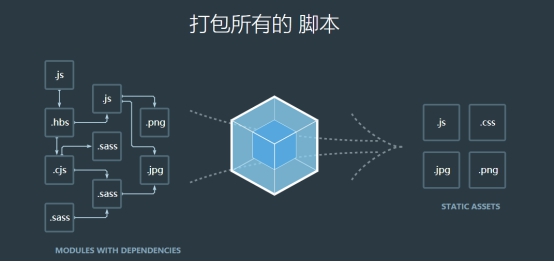 打包所有的 脚本
.js
.js
.hbs
.png
.sass
.cjs
.jpg
.sass
.sass
MODULES WITH DEPENDENCIES
.js
.css
.jpg
.png
STATIC ASSETS